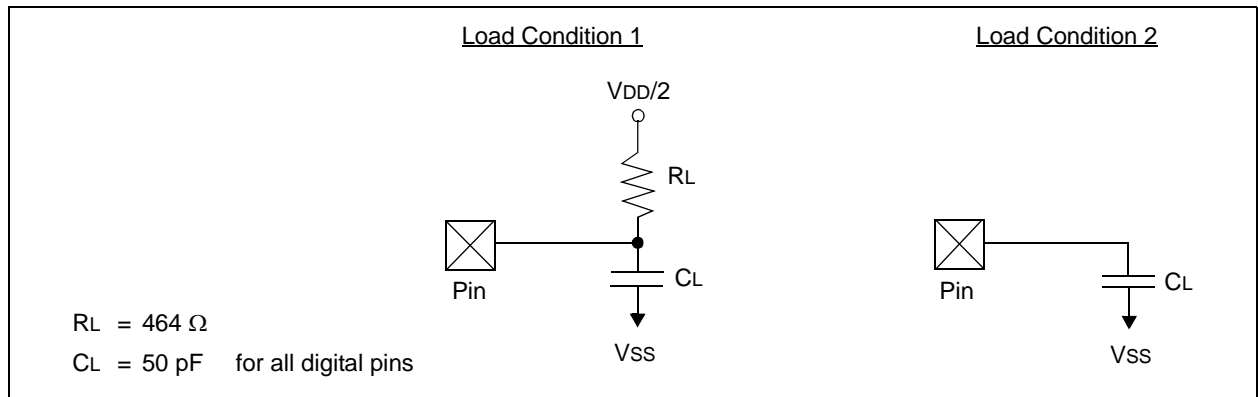 Load Condition 1
Load Condition 2
VDD/2
RL
CL
Pin
VSS
CL
Pin
VSS
RL = 464 Ω
CL = 50 pF for all digital pins